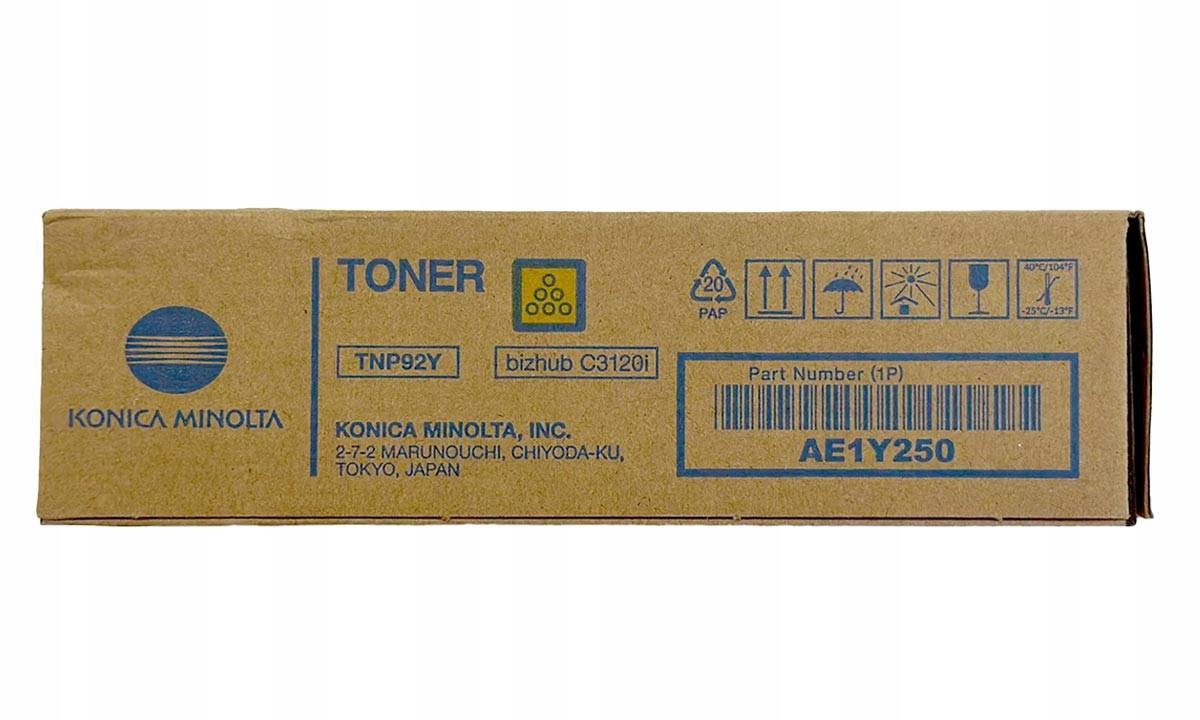 KONICA MINOLTA
TONER
TNP92Y
bizhub C3120i
KONICA MINOLTA, INC.
2-7-2 MARUNOUCHI, CHIYODA-KU,
TOKYO, JAPAN
20
PAP
40°C/104°F
-25°C/-13°F
Part Number (1P)
AE1Y250